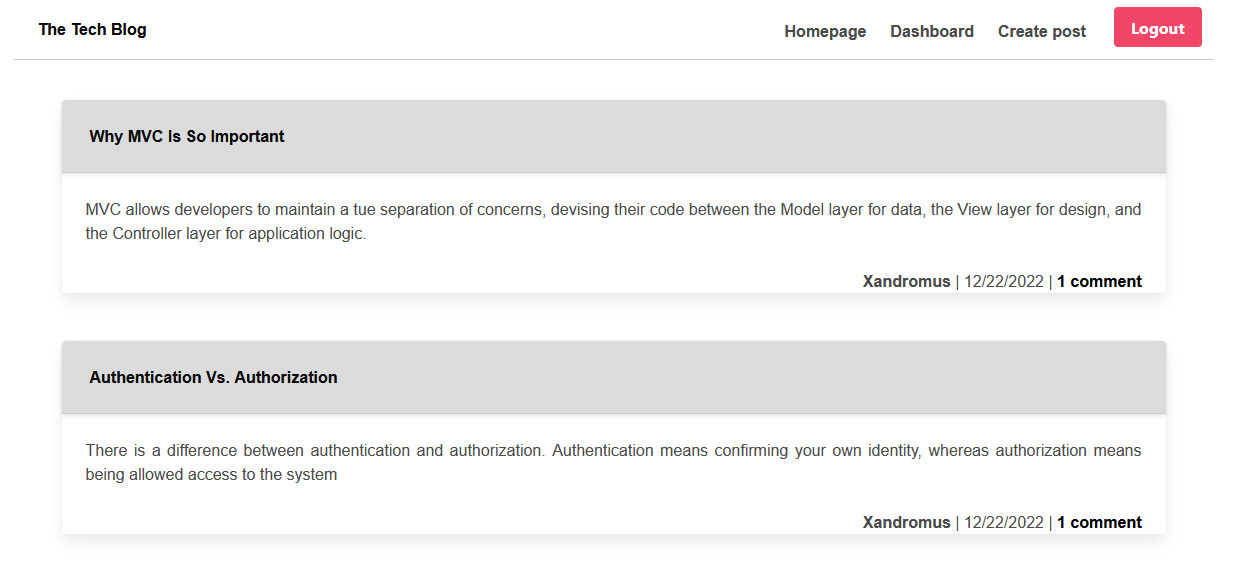 The Tech Blog
Homepage Dashboard Create post Logout
Why MVC Is So Important
MVC allows developers to maintain a tue separation of concerns, devising their code between the Model layer for data, the View layer for design, and
the Controller layer for application logic.
Xandromus | 12/22/2022 | 1 comment
Authentication Vs. Authorization
There is a difference between authentication and authorization. Authentication means confirming your own identity, whereas authorization means
being allowed access to the system
Xandromus | 12/22/2022 | 1 comment